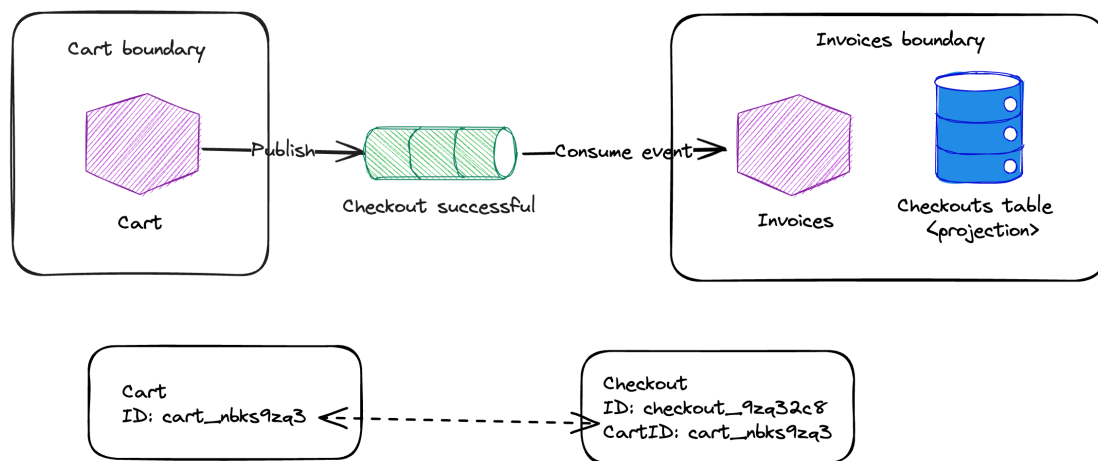 Cart boundary
Invoices boundary
Publish
Consume event
Cart
Checkout successful
Invoices
Checkouts table
<projection>
Cart
ID: cart_nbks9zq3
Checkout
ID: checkout_9zq32c8
CartID: cart_nbks9zq3